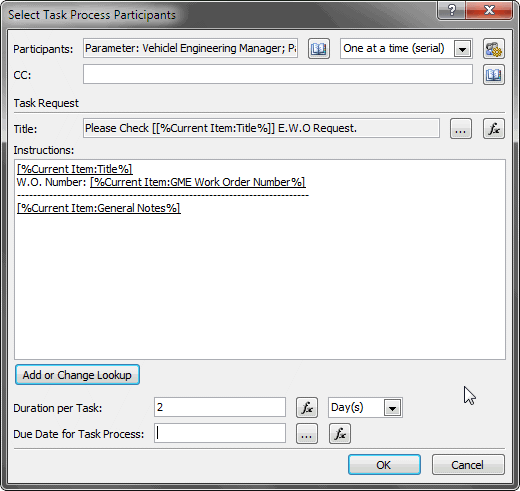 Select Task Process Participants
Participants: Parameter: Vehidel Engineering Manager; Pa One at a time (serial)
CC:
Task Request
Title: Please Check [[%Current Item:Title%]] E.W.O Request. ... fx
Instructions:
[%Current Item:Title%]
W.O. Number: [%Current Item:GME Work Order Number%]
-------------------------------------------------------------------------
[%Current Item:General Notes%]
Add or Change Lookup
Duration per Task: 2 fx Day(s)
Due Date for Task Process: ... fx
OK Cancel